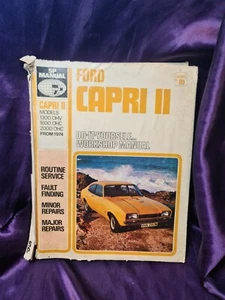 SP MANUAL
FORD
CAPRI II
CAPRI II
MODELS
1300 OHV
1600 OHC
2000 OHC
FROM 1974
DO-IT-YOURSELF...
WORKSHOP MANUAL
ROUTINE
SERVICE
FAULT
FINDING
MINOR
REPAIRS
MAJOR
REPAIRS